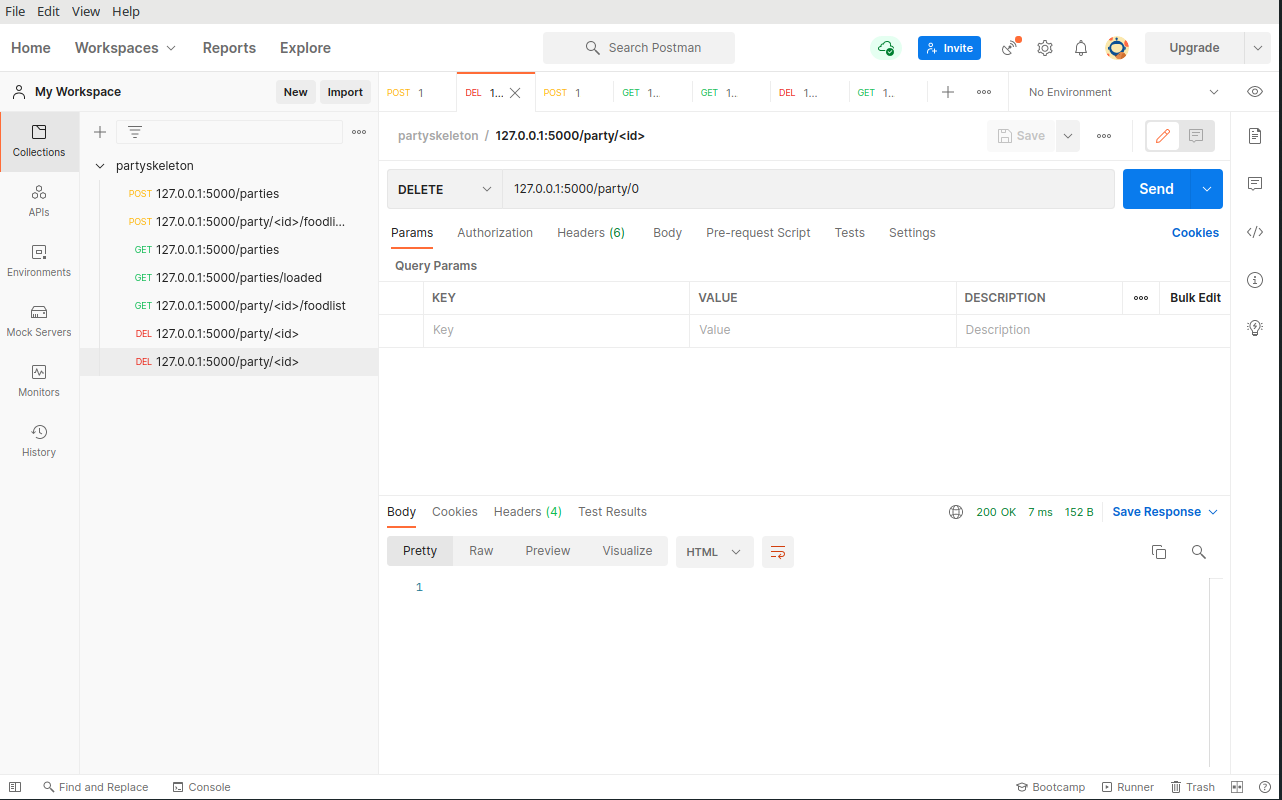 File Edit View Help
Home Workspaces Reports Explore Search Postman Invite Upgrade
My Workspace New Import POST 1 DEL 1... POST 1 GET 1.. GET 1.. DEL 1... GET 1.. No Environment
partyskeleton / 127.0.0.1:5000/party/<id> Save
Collections
partyskeleton
POST 127.0.0.1:5000/parties
DELETE 127.0.0.1:5000/party/0 Send
APIs
POST 127.0.0.1:5000/party/<id>/foodli...
Params Authorization Headers (6) Body Pre-request Script Tests Settings Cookies
GET 127.0.0.1:5000/parties
Environments
Query Params
GET 127.0.0.1:5000/parties/loaded
KEY VALUE DESCRIPTION Bulk Edit
GET 127.0.0.1:5000/party/<id>/foodlist
Mock Servers
Key Value Description
DEL 127.0.0.1:5000/party/<id>
DEL 127.0.0.1:5000/party/<id>
Monitors
History
Body Cookies Headers (4) Test Results 200 OK 7 ms 152 B Save Response
Pretty Raw Preview Visualize HTML
1
Find and Replace Console Bootcamp Runner Trash